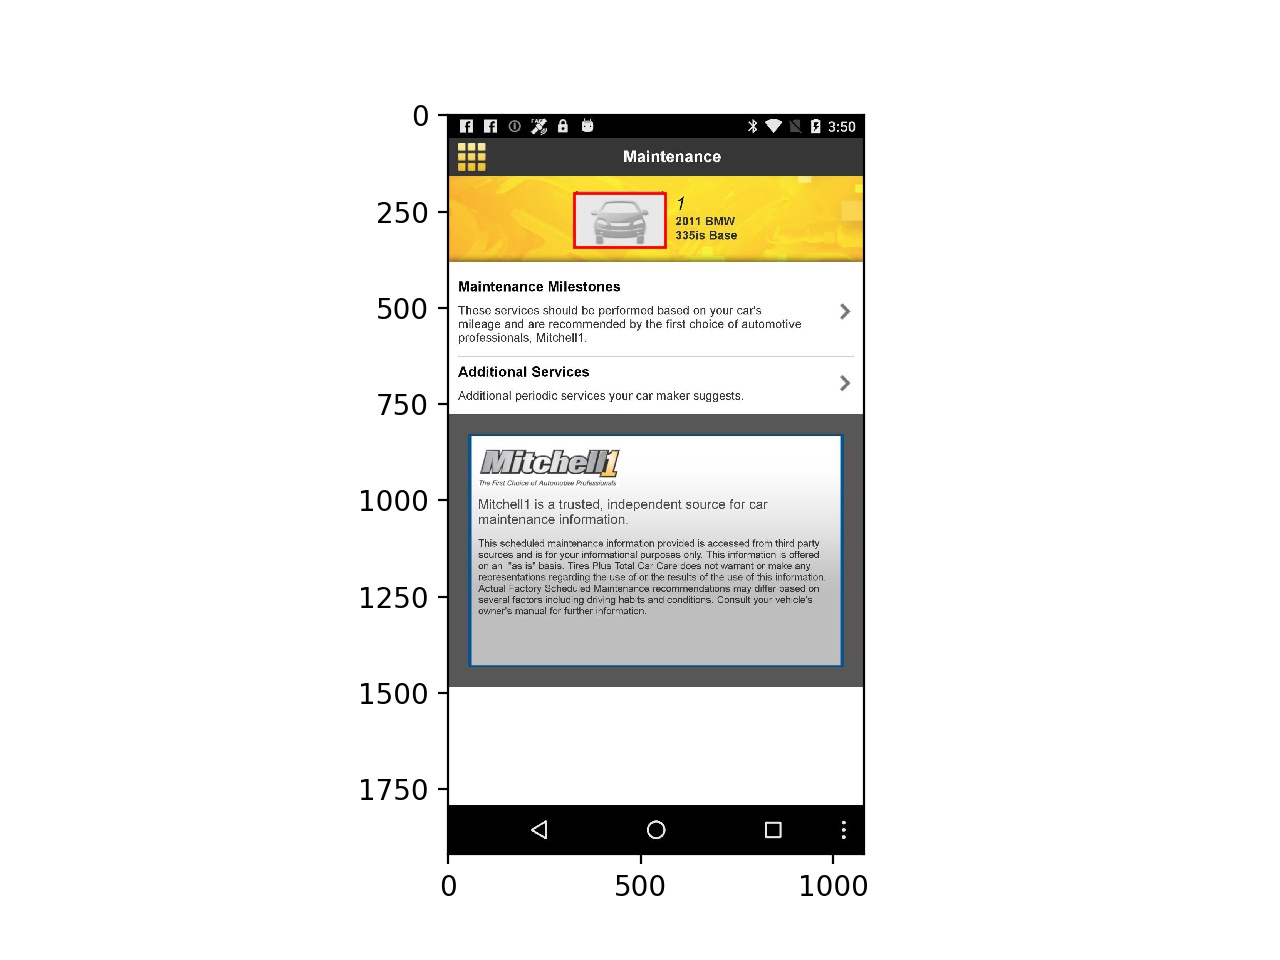 0
250
500
750
1000
1250
1500
1750
0
500
1000
3:50
Maintenance
1
2011 BMW
335is Base
Maintenance Milestones
These services should be performed based on your car's
mileage and are recommended by the first choice of automotive
professionals, Mitchell1.
Additional Services
Additional periodic services your car maker suggests.
Mitchell1
The First Choice of Automotive Professionals
Mitchell1 is a trusted, independent source for car
maintenance information.
This scheduled maintenance information provided is accessed from third party
sources and is for your informational purposes only. This information is offered
on an "as is" basis. Tires Plus Total Car Care does not warrant or make any
representations regarding the use of or the results of the use of this information.
Actual Factory Scheduled Maintenance recommendations may differ based on
several factors including driving habits and conditions. Consult your vehicle's
owner's manual for further information.